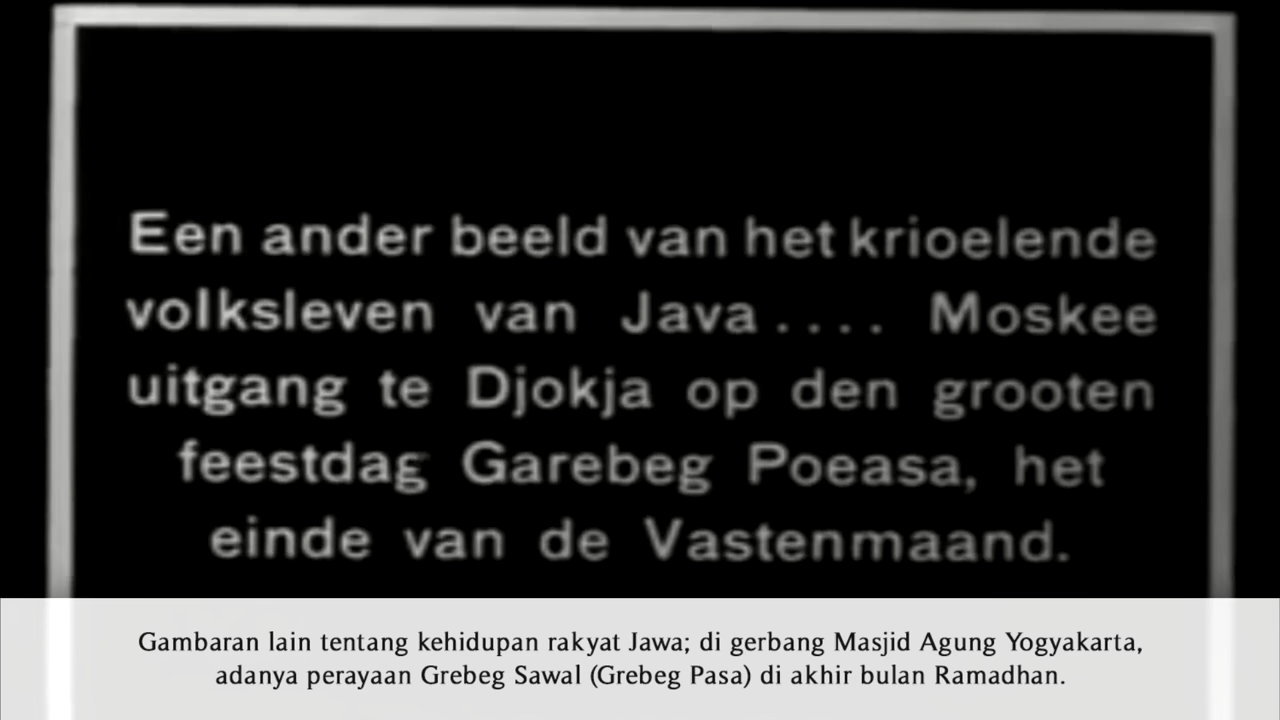 Een ander beeld van het krioelende
volksleven van Java.... Moskee
uitgang te Djokja op den grooten
feestdag Garebeg Poeasa, het
einde van de Vastenmaand.
Gambaran lain tentang kehidupan rakyat Jawa; di gerbang Masjid Agung Yogyakarta,
adanya perayaan Grebeg Sawal (Grebeg Pasa) di akhir bulan Ramadhan.